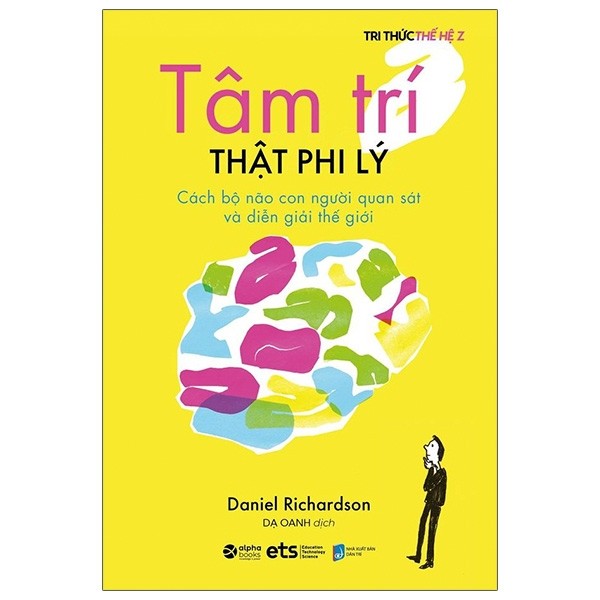 TRI THỨC THẾ HỆ Z
Tâm trí
THẬT PHI LÝ
Cách bộ não con người quan sát
và diễn giải thế giới
Daniel Richardson
DẠ OANH dịch
alpha
books
ets
Education
Technology
Science
NHÀ XUẤT BẢN
DÂN TRÍ